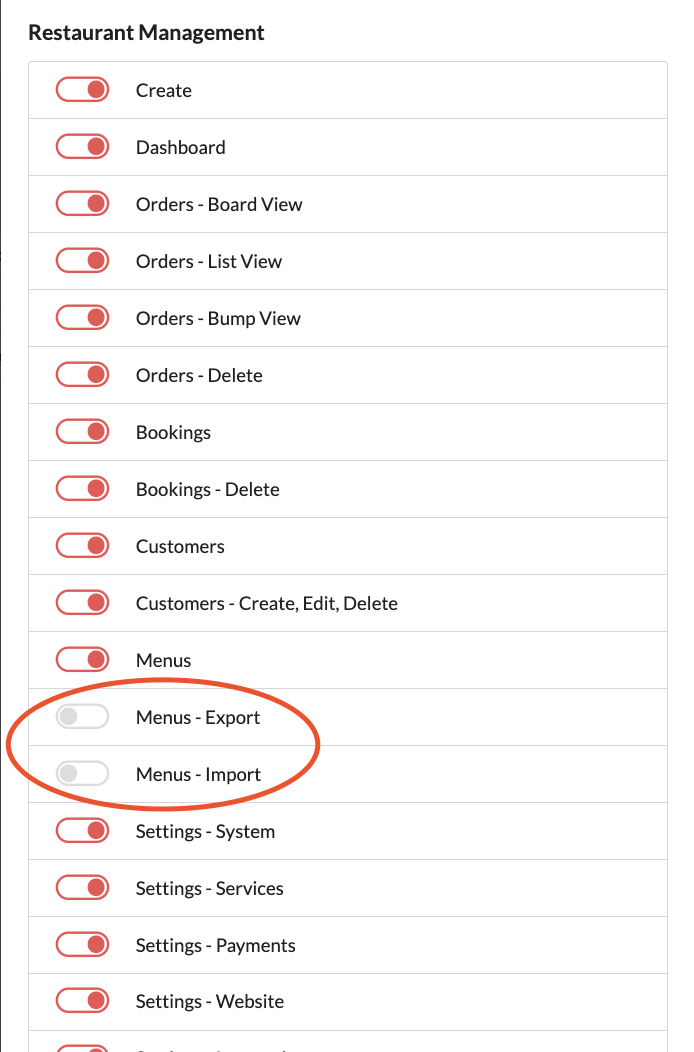 Restaurant Management
Create
Dashboard
Orders - Board View
Orders - List View
Orders - Bump View
Orders - Delete
Bookings
Bookings - Delete
Customers
Customers - Create, Edit, Delete
Menus
Menus - Export
Menus - Import
Settings - System
Settings - Services
Settings - Payments
Settings - Website